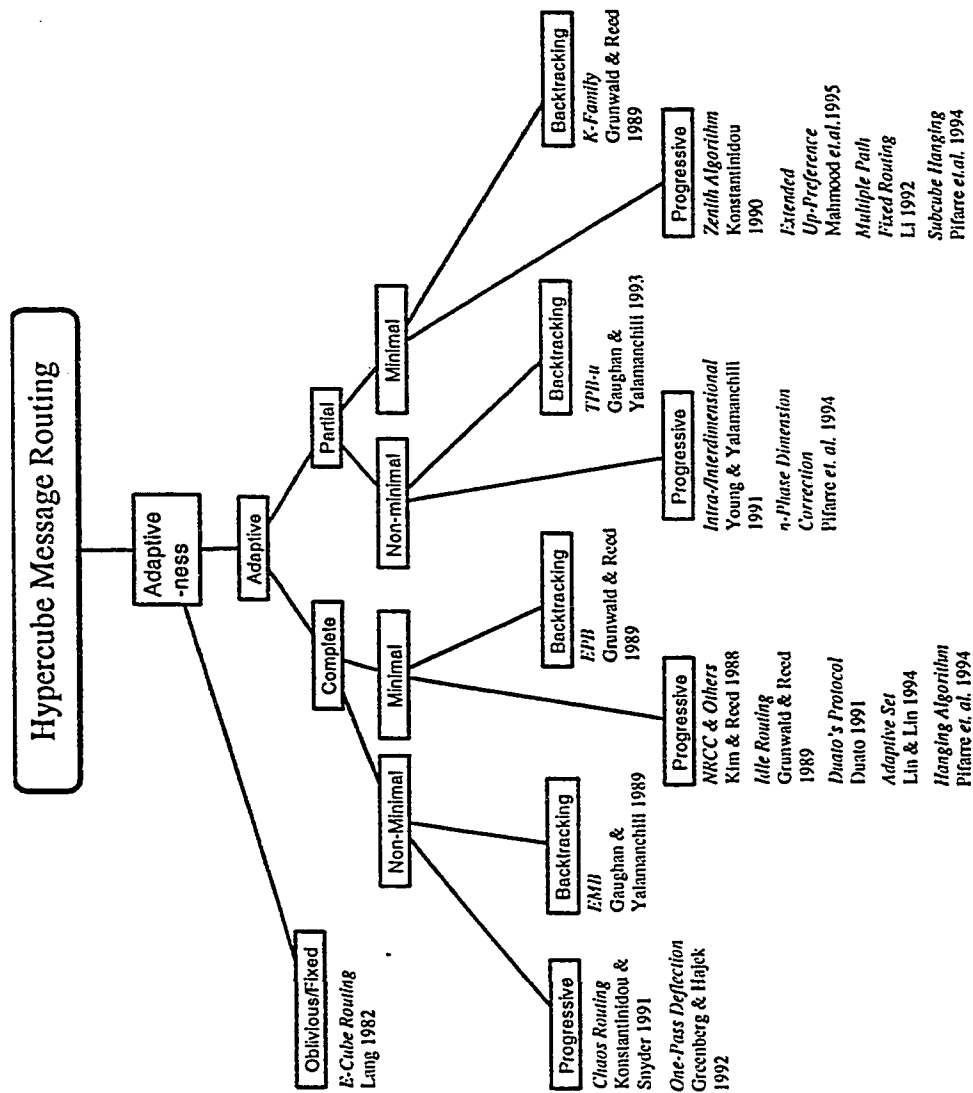 Hypercube Message Routing
Adaptive
-ness
Oblivious/Fixed
E-Cube Routing
Lang 1982
Adaptive
Complete
Partial
Non-Minimal
Minimal
Non-minimal
Minimal
Progressive
Chaos Routing
Konstantinidou &
Snyder 1991
One-Pass Deflection
Greenberg & Hajek
1992
Backtracking
EMB
Gaughan &
Yalamanchili 1989
Progressive
NRCC & Others
Kim & Reed 1988
Idle Routing
Grunwald & Reed
1989
Duato's Protocol
Duato 1991
Adaptive Set
Lin & Lin 1994
Hanging Algorithm
Pifarre et. al. 1994
Backtracking
EPB
Grunwald & Reed
1989
Progressive
Intra-/Interdimensional
Young & Yalamanchili
1991
n-Phase Dimension
Correction
Pifarre et. al. 1994
Backtracking
TPB-u
Gaughan &
Yalamanchili 1993
Progressive
Zenith Algorithm
Konstantinidou
1990
Extended
Up-Preference
Mahmood et.al.1995
Multiple Path
Fixed Routing
Li 1992
Subcube Hanging
Pifarre et.al. 1994
Backtracking
K-Family
Grunwald & Reed
1989